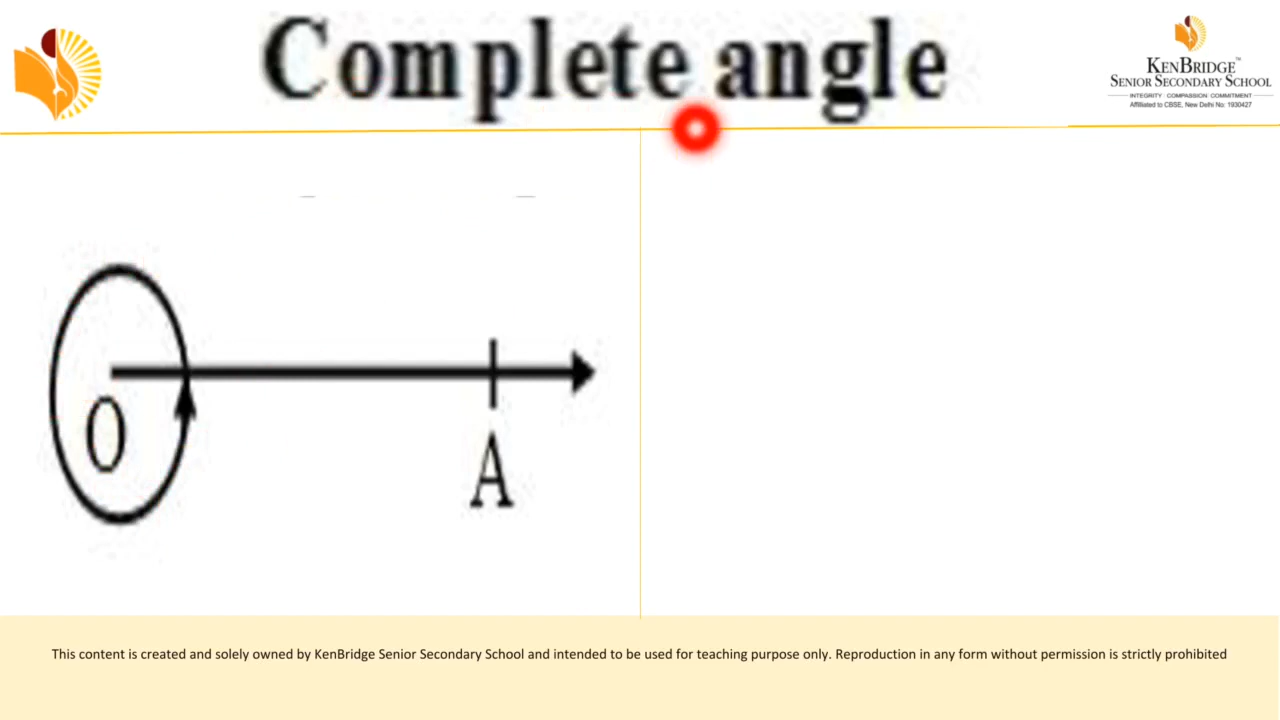 Complete angle
KENBRIDGE™
SENIOR SECONDARY SCHOOL
INTEGRITY COMPASSION COMMITMENT
Affiliated to CBSE, New Delhi No: 1930427
O
A
This content is created and solely owned by KenBridge Senior Secondary School and intended to be used for teaching purpose only. Reproduction in any form without permission is strictly prohibited